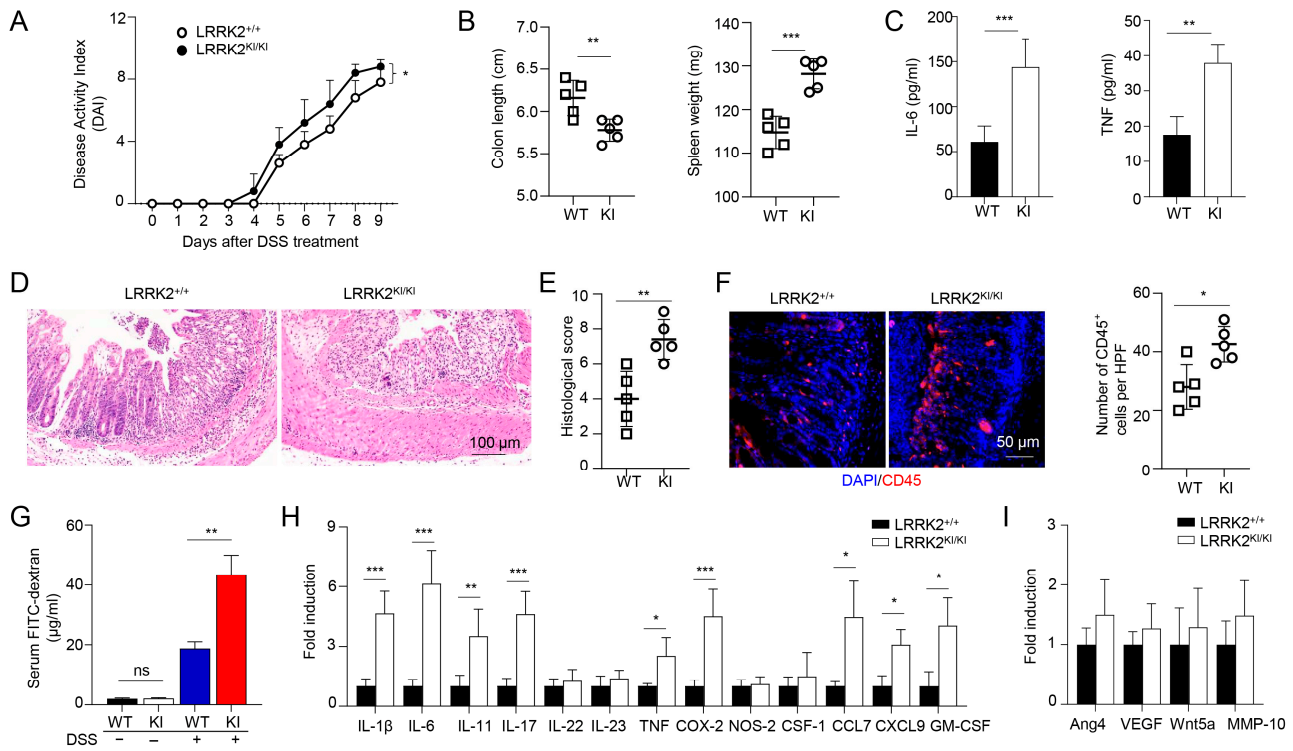 A
12
8
4
0
Disease Activity Index
(DAI)
LRRK2+/+
LRRK2KI/KI
*
0 1 2 3 4 5 6 7 8 9
Days after DSS treatment
B
7.0
6.5
6.0
5.5
5.0
Colon length (cm)
**
WT KI
140
130
120
110
100
Spleen weight (mg)
***
WT KI
C
200
150
100
50
0
IL-6 (pg/ml)
***
WT KI
50
40
30
20
10
0
TNF (pg/ml)
**
WT KI
D
LRRK2+/+
LRRK2KI/KI
100 µm
E
10
8
6
4
2
0
Histological score
**
WT KI
F
LRRK2+/+
LRRK2KI/KI
50 µm
DAPI/CD45
60
40
20
0
Number of CD45+
cells per HPF
*
WT KI
G
60
40
20
0
Serum FITC-dextran
(µg/ml)
ns
**
WT KI WT KI
DSS – – + +
H
9
6
3
0
Fold induction
LRRK2+/+
LRRK2KI/KI
*** *** ** *** * *** * * *
IL-1β IL-6 IL-11 IL-17 IL-22 IL-23 TNF COX-2 NOS-2 CSF-1 CCL7 CXCL9 GM-CSF
I
3
2
1
0
Fold induction
LRRK2+/+
LRRK2KI/KI
Ang4 VEGF Wnt5a MMP-10